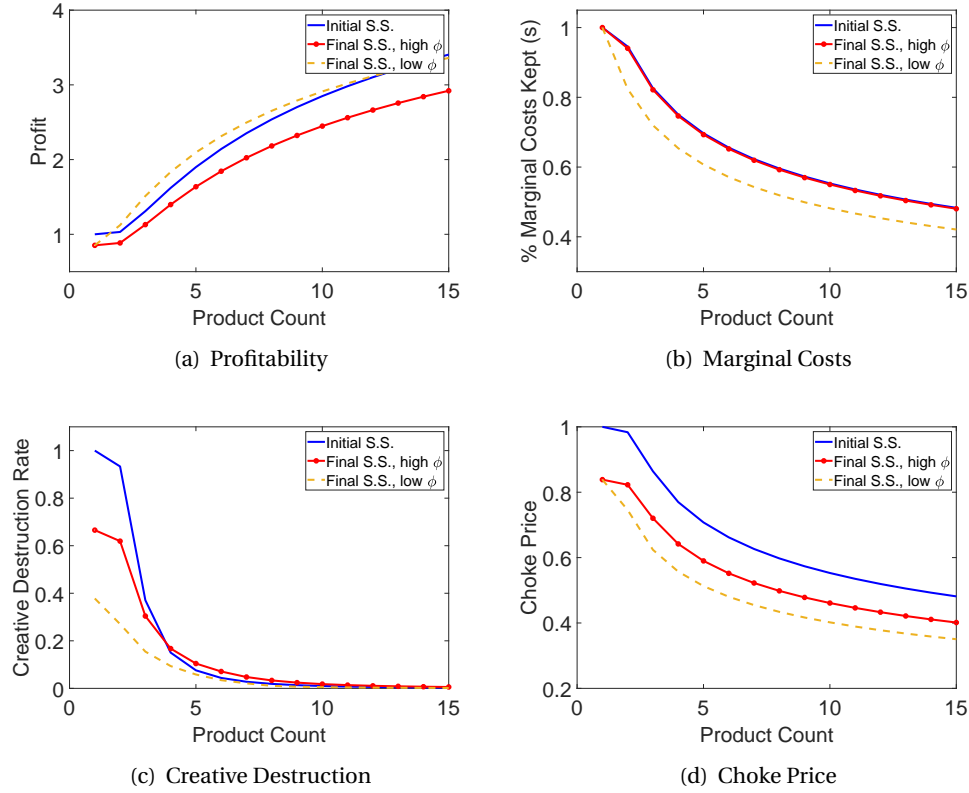 4
3
2
1
0
5
10
15
Profit
Product Count
Initial S.S.
Final S.S., high ϕ
Final S.S., low ϕ
(a) Profitability
1
0.8
0.6
0.4
0
5
10
15
% Marginal Costs Kept (s)
Product Count
Initial S.S.
Final S.S., high ϕ
Final S.S., low ϕ
(b) Marginal Costs
1
0.8
0.6
0.4
0.2
0
0
5
10
15
Creative Destruction Rate
Product Count
Initial S.S.
Final S.S., high ϕ
Final S.S., low ϕ
(c) Creative Destruction
1
0.8
0.6
0.4
0.2
0
5
10
15
Choke Price
Product Count
Initial S.S.
Final S.S., high ϕ
Final S.S., low ϕ
(d) Choke Price